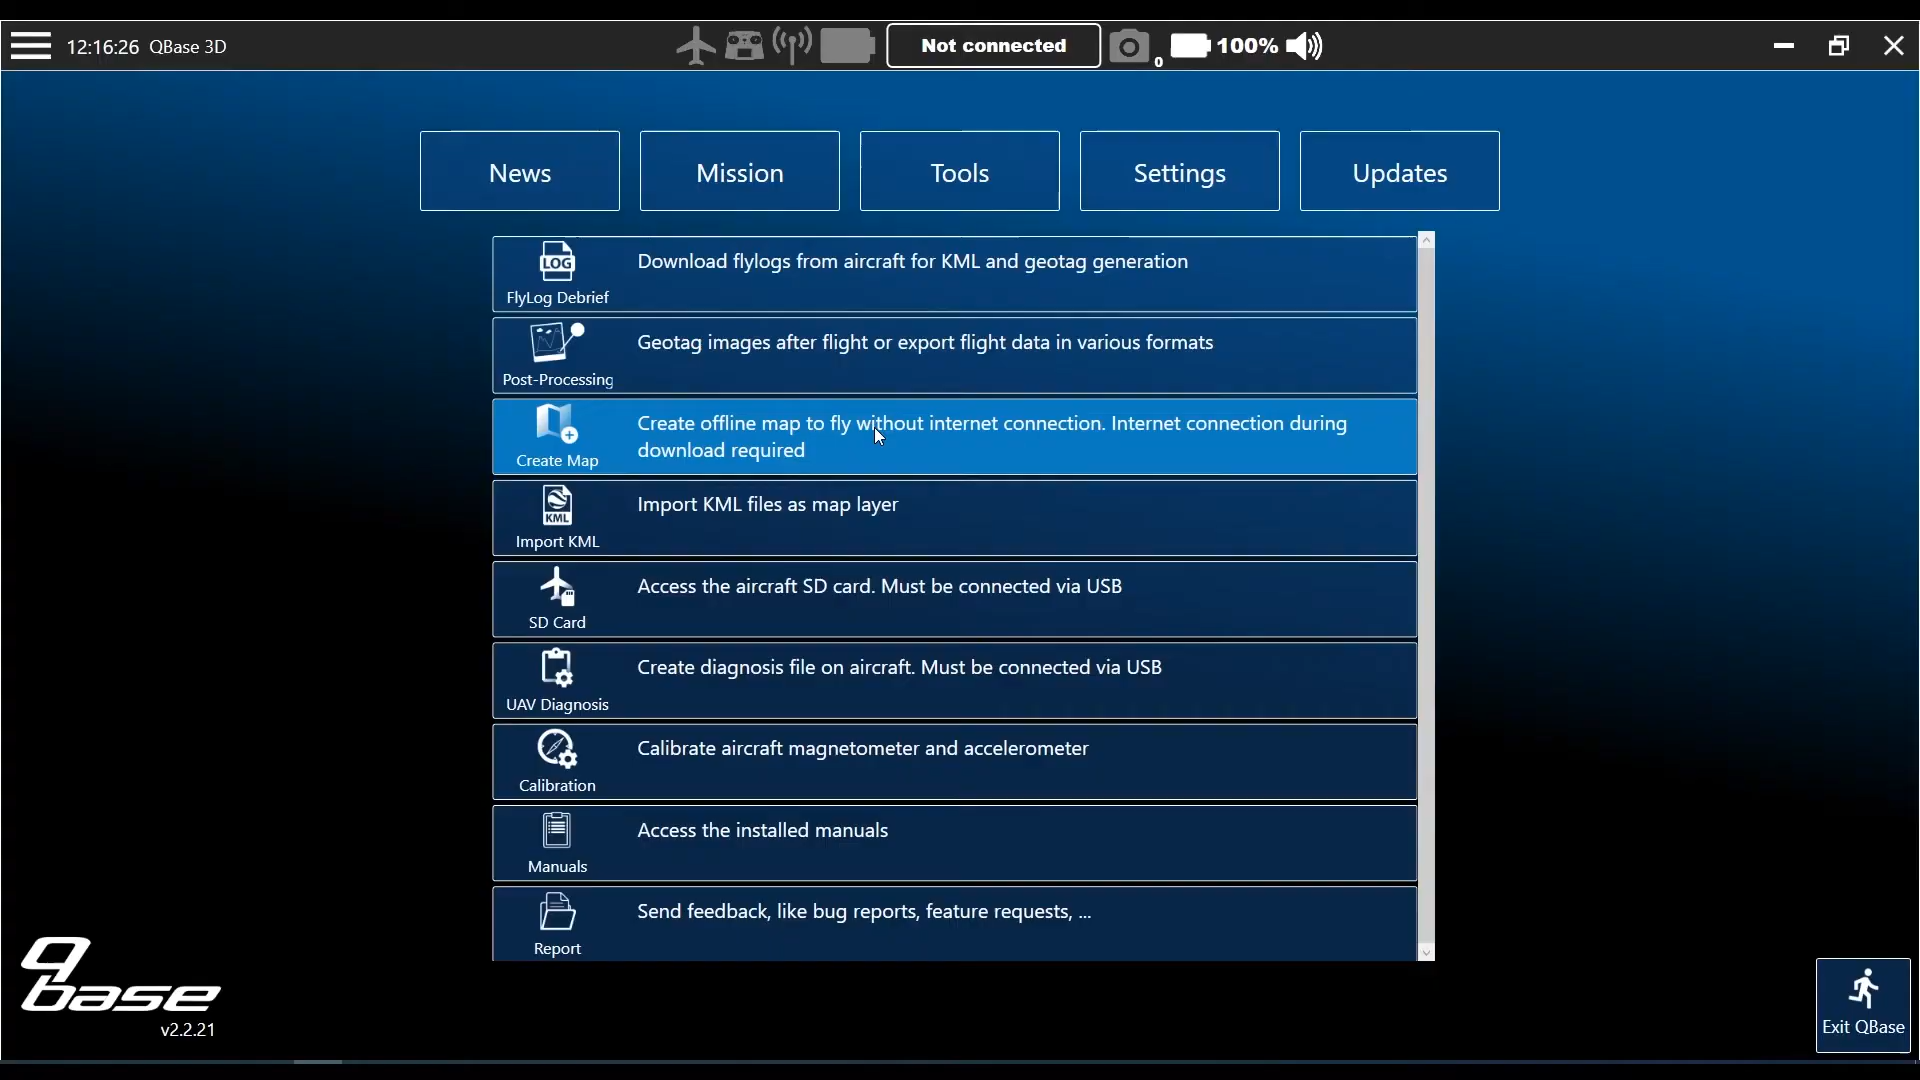 12:16:26 QBase 3D
Not connected
0
100%
News
Mission
Tools
Settings
Updates
LOG
FlyLog Debrief
Download flylogs from aircraft for KML and geotag generation
Post-Processing
Geotag images after flight or export flight data in various formats
Create Map
Create offline map to fly without internet connection. Internet connection during
download required
KML
Import KML
Import KML files as map layer
SD Card
Access the aircraft SD card. Must be connected via USB
UAV Diagnosis
Create diagnosis file on aircraft. Must be connected via USB
Calibration
Calibrate aircraft magnetometer and accelerometer
Manuals
Access the installed manuals
Report
Send feedback, like bug reports, feature requests, ...
q
base
v2.2.21
Exit QBase